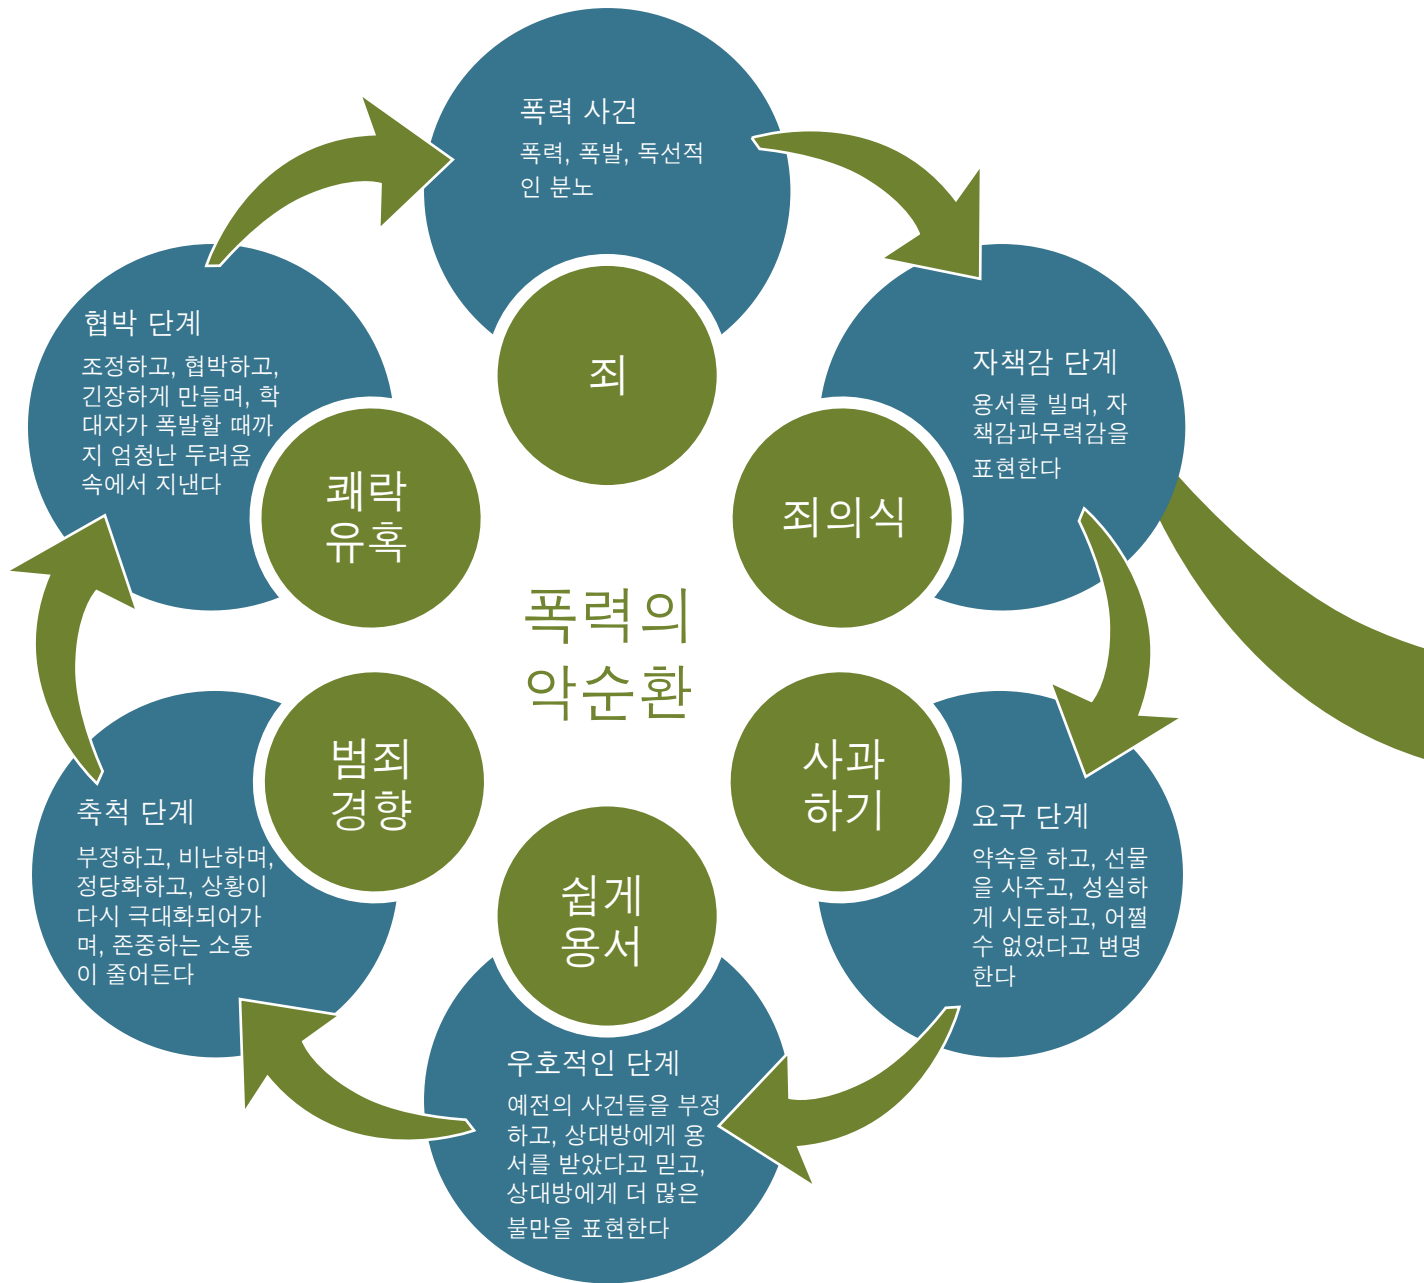 폭력 사건
폭력, 폭발, 독선적
인 분노
죄
자책감 단계
용서를 빌며, 자
책감과무력감을
표현한다
죄의식
요구 단계
약속을 하고, 선물
을 사주고, 성실하
게 시도하고, 어쩔
수 없었다고 변명
한다
사과
하기
우호적인 단계
예전의 사건들을 부정
하고, 상대방에게 용
서를 받았다고 믿고,
상대방에게 더 많은
불만을 표현한다
쉽게
용서
축척 단계
부정하고, 비난하며,
정당화하고, 상황이
다시 극대화되어가
며, 존중하는 소통
이 줄어든다
범죄
경향
협박 단계
조정하고, 협박하고,
긴장하게 만들며, 학
대자가 폭발할 때까
지 엄청난 두려움
속에서 지낸다
쾌락
유혹
폭력의
악순환